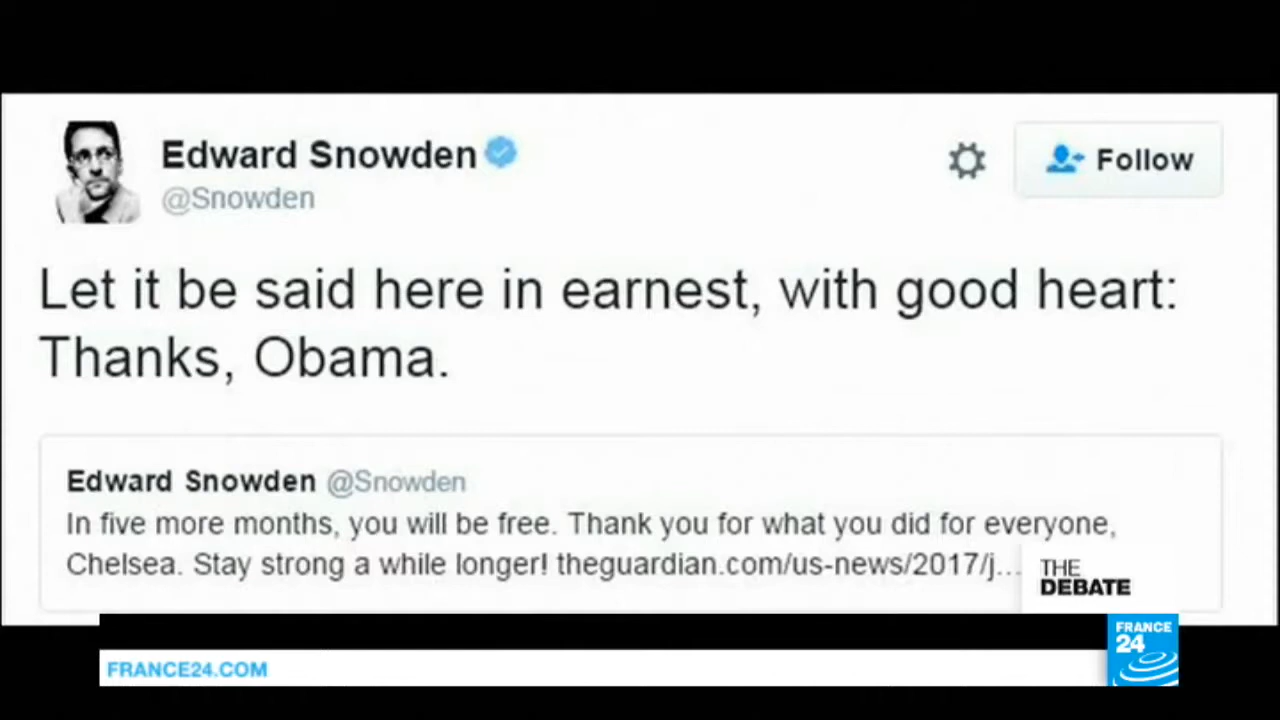 Edward Snowden
@Snowden
Follow
Let it be said here in earnest, with good heart:
Thanks, Obama.
Edward Snowden @Snowden
In five more months, you will be free. Thank you for what you did for everyone,
Chelsea. Stay strong a while longer! theguardian.com/us-news/2017/j...
THE
DEBATE
FRANCE
24
FRANCE24.COM